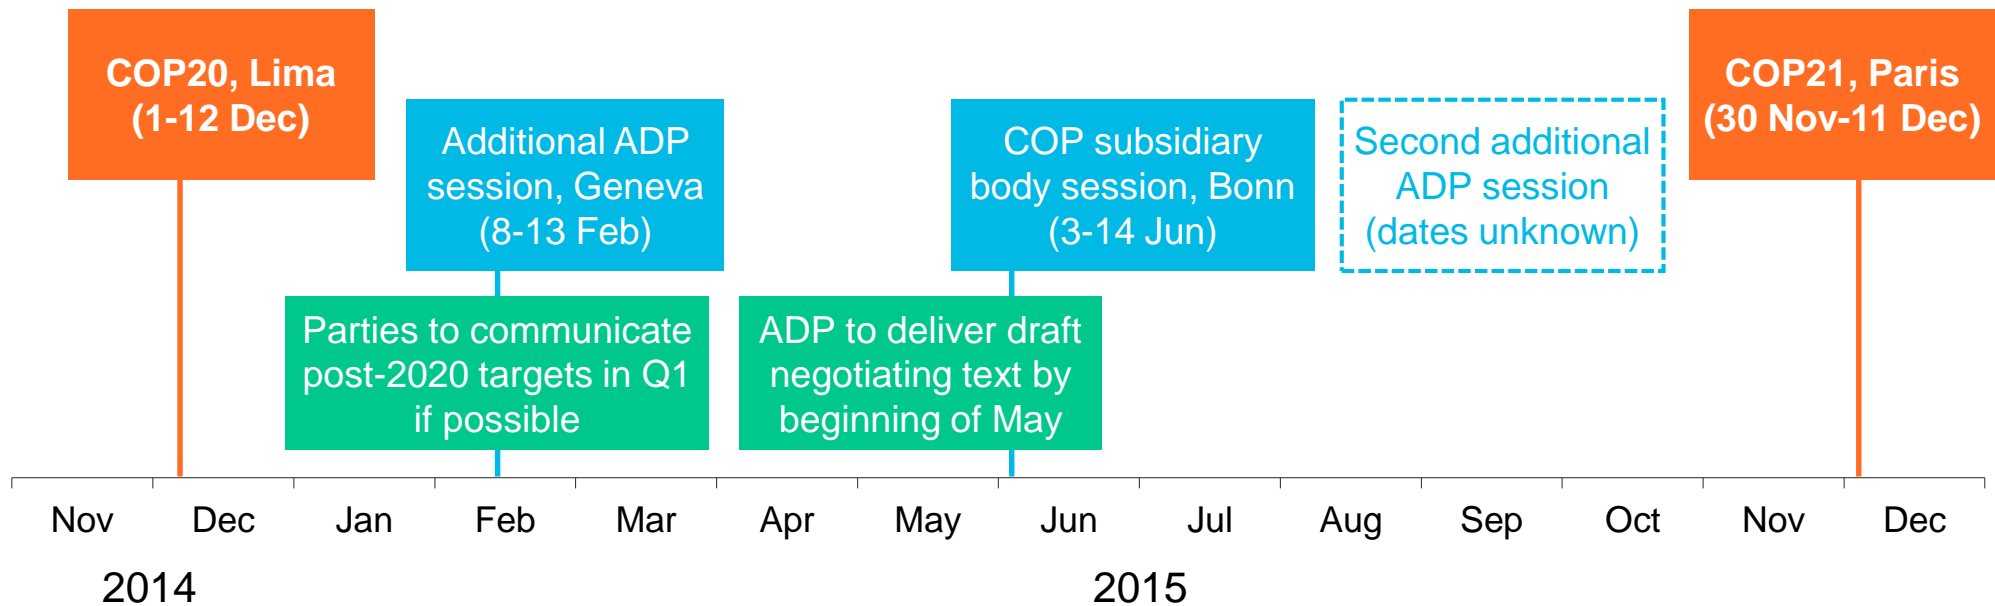 COP20, Lima
(1-12 Dec)
Additional ADP
session, Geneva
(8-13 Feb)
COP subsidiary
body session, Bonn
(3-14 Jun)
Second additional
ADP session
(dates unknown)
COP21, Paris
(30 Nov-11 Dec)
Parties to communicate
post-2020 targets in Q1
if possible
ADP to deliver draft
negotiating text by
beginning of May
Nov Dec Jan Feb Mar Apr May Jun Jul Aug Sep Oct Nov Dec
2014 2015